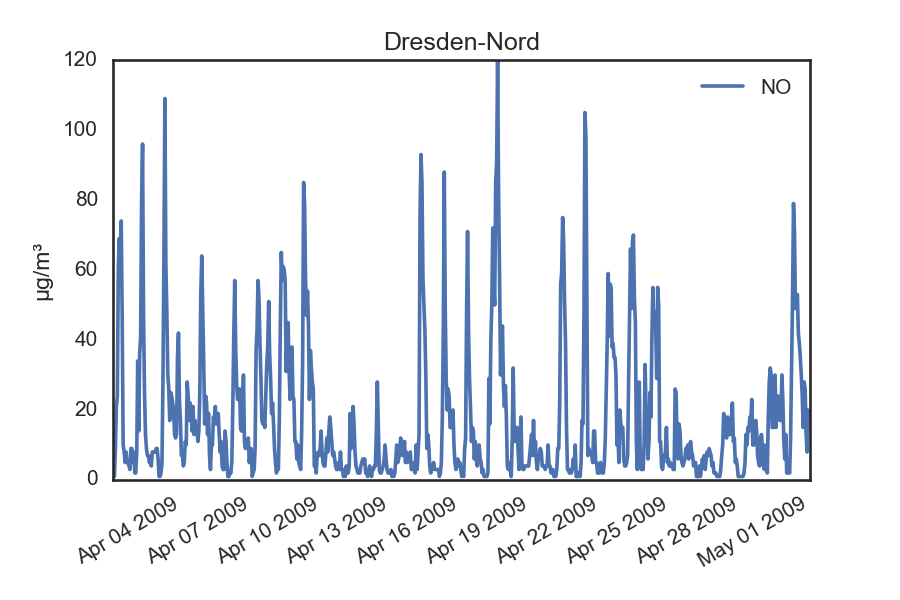 Dresden-Nord
NO
µg/m³
120
100
80
60
40
20
0
Apr 04 2009
Apr 07 2009
Apr 10 2009
Apr 13 2009
Apr 16 2009
Apr 19 2009
Apr 22 2009
Apr 25 2009
Apr 28 2009
May 01 2009